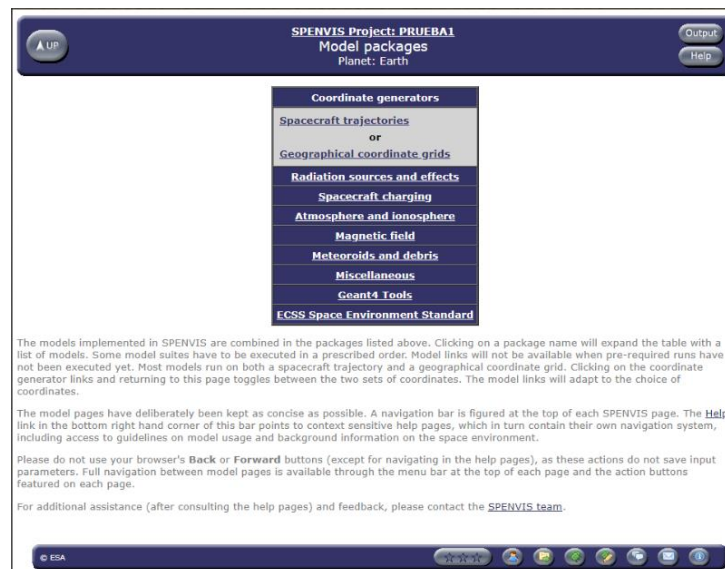 UP
SPENVIS Project: PRUEBA1
Model packages
Planet: Earth
Output
Help
Coordinate generators
Spacecraft trajectories
or
Geographical coordinate grids
Radiation sources and effects
Spacecraft charging
Atmosphere and ionosphere
Magnetic field
Meteoroids and debris
Miscellaneous
Geant4 Tools
ECSS Space Environment Standard
The models implemented in SPENVIS are combined in the packages listed above. Clicking on a package name will expand the table with a
list of models. Some model suites have to be executed in a prescribed order. Model links will not be available when pre-required runs have
not been executed yet. Most models run on both a spacecraft trajectory and a geographical coordinate grid. Clicking on the coordinate
generator links and returning to this page toggles between the two sets of coordinates. The model links will adapt to the choice of
coordinates.
The model pages have deliberately been kept as concise as possible. A navigation bar is figured at the top of each SPENVIS page. The Help
link in the bottom right hand corner of this bar points to context sensitive help pages, which in turn contain their own navigation system,
including access to guidelines on model usage and background information on the space environment.
Please do not use your browser's Back or Forward buttons (except for navigating in the help pages), as these actions do not save input
parameters. Full navigation between model pages is available through the menu bar at the top of each page and the action buttons
featured on each page.
For additional assistance (after consulting the help pages) and feedback, please contact the SPENVIS team.
© ESA